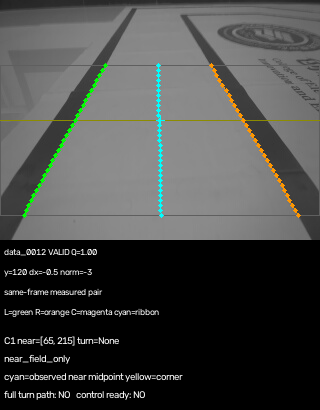 data_0012 VALID Q=1.00
y=120 dx=-0.5 norm=-3
same-frame measured pair
L=green R=orange C=magenta cyan=ribbon
C1 near=[65, 215] turn=None
near_field_only
cyan=observed near midpoint yellow=corner
full turn path: NO control ready: NO